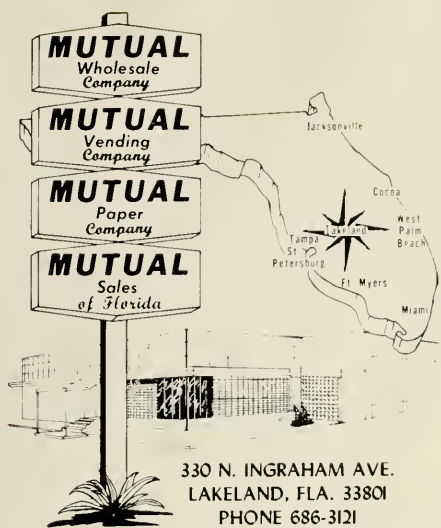 MUTUAL
Wholesale
Company
MUTUAL
Vending
Company
MUTUAL
Paper
Company
MUTUAL
Sales
of Florida
Jacksonville
Cocoa
West
Palm
Beach
Lakeland
Tampa
St
Petersburg
Ft Myers
Miami
330 N. INGRAHAM AVE.
LAKELAND, FLA. 33801
PHONE 686-3121